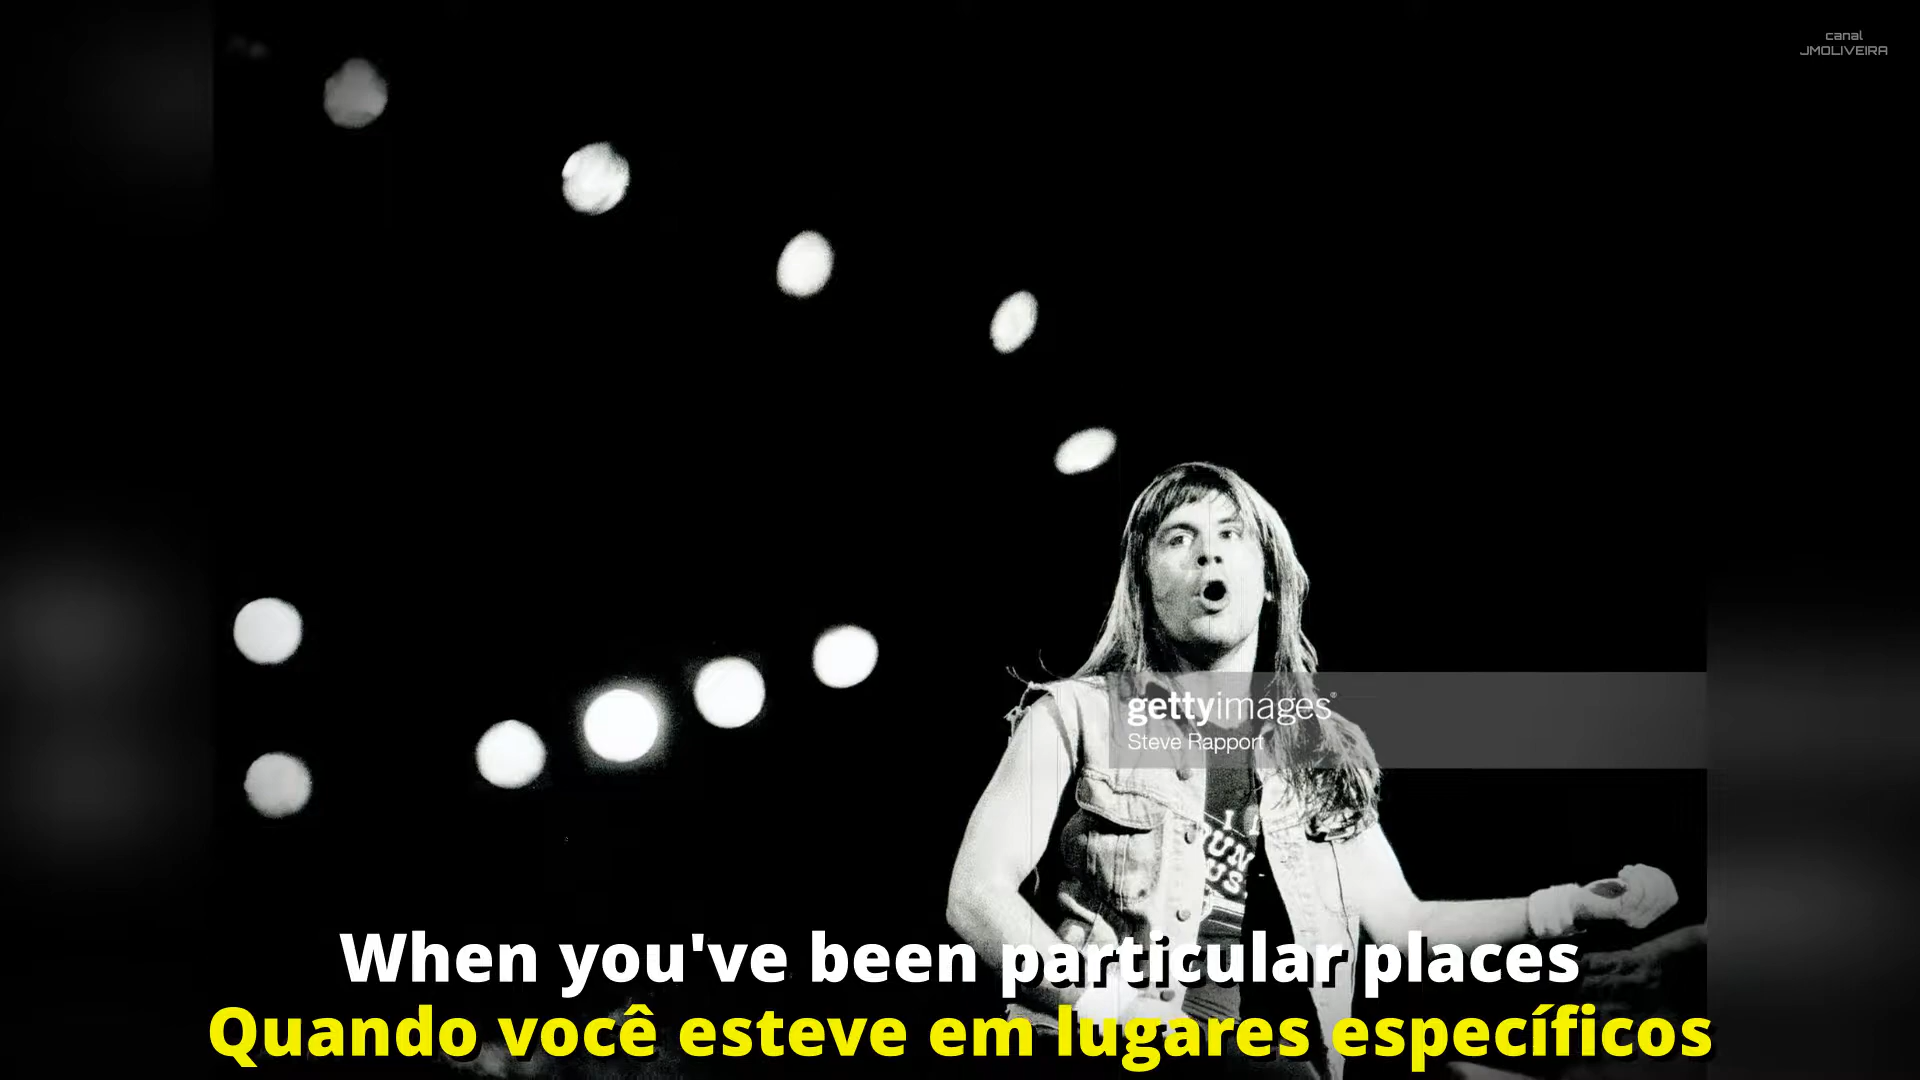 canal
JMOLIVEIRA
gettyimages®
Steve Rapport
When you've been particular places
Quando você esteve em lugares específicos